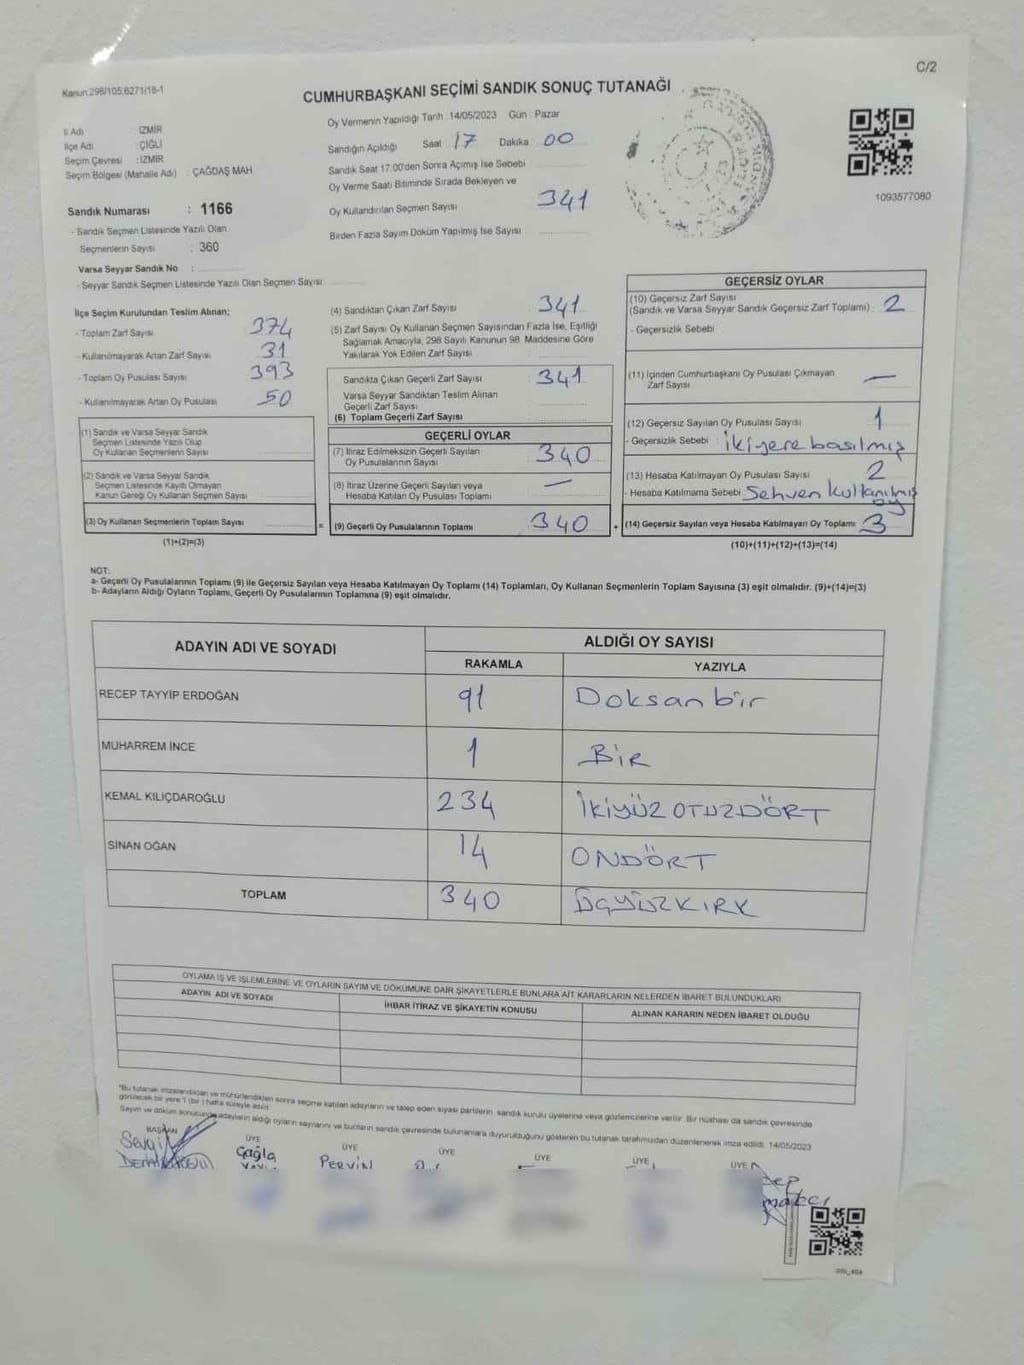 C/2
Kanun.298/105,6271/18-1
CUMHURBAŞKANI SEÇİMİ SANDIK SONUÇ TUTANAĞI
İl Adı : İZMİR
İlçe Adı : ÇİĞLİ
Seçim Çevresi : İZMİR
Seçim Bölgesi (Mahalle Adı) : ÇAĞDAŞ MAH
Sandık Numarası : 1166
- Sandık Seçmen Listesinde Yazılı Olan
Seçmenlerin Sayısı : 360
Varsa Seyyar Sandık No :
- Seyyar Sandık Seçmen Listesinde Yazılı Olan Seçmen Sayısı
Oy Vermenin Yapıldığı Tarih : 14/05/2023 Gün : Pazar
Sandığın Açıldığı Saat 17 Dakika 00
Sandık Saat 17.00'den Sonra Açımış İse Sebebi
Oy Verme Saati Bitiminde Sırada Bekleyen ve
Oy Kullandırılan Seçmen Sayısı 341
Birden Fazla Sayım Döküm Yapılmış İse Sayısı
1093577080
İlçe Seçim Kurulundan Teslim Alınan;
- Toplam Zarf Sayısı 374
- Kullanılmayarak Artan Zarf Sayısı 31
- Toplam Oy Pusulası Sayısı 393
- Kullanılmayarak Artan Oy Pusulası 50
(1) Sandık ve Varsa Seyyar Sandık
Seçmen Listesinde Yazılı Olup
Oy Kullanan Seçmenlerin Sayısı
(2) Sandık ve Varsa Seyyar Sandık
Seçmen Listesinde Kayıtlı Olmayan
Kanun Gereği Oy Kullanan Seçmen Sayısı
(3) Oy Kullanan Seçmenlerin Toplam Sayısı
(1)+(2)=(3)
(4) Sandıktan Çıkan Zarf Sayısı 341
(5) Zarf Sayısı Oy Kullanan Seçmen Sayısından Fazla İse, Eşitliği
Sağlamak Amacıyla, 298 Sayılı Kanunun 98. Maddesine Göre
Yakılarak Yok Edilen Zarf Sayısı
Sandıkta Çıkan Geçerli Zarf Sayısı 341
Varsa Seyyar Sandıktan Teslim Alınan
Geçerli Zarf Sayısı
(6) Toplam Geçerli Zarf Sayısı
GEÇERLİ OYLAR
(7) İtiraz Edilmeksizin Geçerli Sayılan
Oy Pusulalarının Sayısı 340
(8) İtiraz Üzerine Geçerli Sayılan veya
Hesaba Katılan Oy Pusulası Toplamı —
= (9) Geçerli Oy Pusulalarının Toplamı 340
GEÇERSİZ OYLAR
(10) Geçersiz Zarf Sayısı
(Sandık ve Varsa Seyyar Sandık Geçersiz Zarf Toplamı) : 2
- Geçersizlik Sebebi
(11) İçinden Cumhurbaşkanı Oy Pusulası Çıkmayan
Zarf Sayısı —
(12) Geçersiz Sayılan Oy Pusulası Sayısı 1
- Geçersizlik Sebebi : İki yere basılmış
(13) Hesaba Katılmayan Oy Pusulası Sayısı 2
- Hesaba Katılmama Sebebi Sehven kullanılmış
+ (14) Geçersiz Sayılan veya Hesaba Katılmayan Oy Toplamı 3
(10)+(11)+(12)+(13)=(14)
NOT:
a- Geçerli Oy Pusulalarının Toplamı (9) ile Geçersiz Sayılan veya Hesaba Katılmayan Oy Toplamı (14) Toplamları, Oy Kullanan Seçmenlerin Toplam Sayısına (3) eşit olmalıdır. (9)+(14)=(3)
b- Adayların Aldığı Oyların Toplamı, Geçerli Oy Pusulalarının Toplamına (9) eşit olmalıdır.
ADAYIN ADI VE SOYADI ALDIĞI OY SAYISI
RAKAMLA YAZIYLA
RECEP TAYYİP ERDOĞAN 91 Doksan bir
MUHARREM İNCE 1 BİR
KEMAL KILIÇDAROĞLU 234 İKİYÜZ OTUZDÖRT
SİNAN OĞAN 14 ONDÖRT
TOPLAM 340 ÜÇYÜZKIRK
OYLAMA İŞ VE İŞLEMLERİNE VE OYLARIN SAYIM VE DÖKÜMÜNE DAİR ŞİKAYETLERLE BUNLARA AİT KARARLARIN NELERDEN İBARET BULUNDUKLARI
ADAYIN ADI VE SOYADI İHBAR İTİRAZ VE ŞİKAYETİN KONUSU ALINAN KARARIN NEDEN İBARET OLDUĞU
*Bu tutanak imzalandıktan ve mühürlendikten sonra seçime katılan adayların ve talep eden siyasi partilerin, sandık kurulu üyelerine veya gözlemcilerine verilir. Bir nüshası da sandık çevresinde
görülecek bir yere 1 (bir ) hafta süreyle asılır.
Sayım ve döküm sonucunda adayların aldığı oyların sayılarını ve bunların sandık çevresinde bulunanlara duyurulduğunu gösteren bu tutanak tarafımızdan düzenlenerek imza edildi. 14/05/2023
BAŞKAN ÜYE ÜYE ÜYE ÜYE ÜYE ÜYE
Sevgi Çağla PERVİN